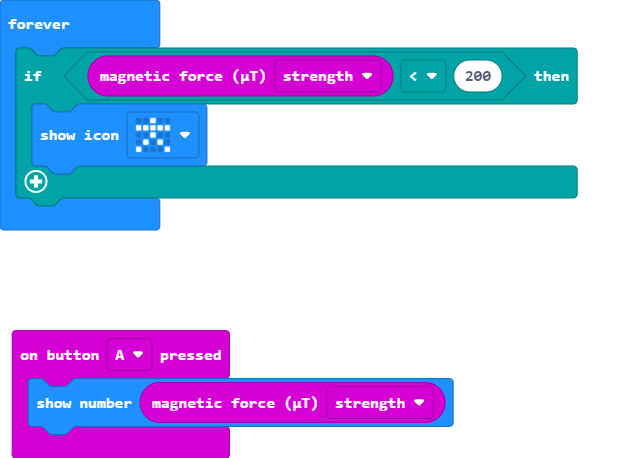 forever
if magnetic force (µT) strength < 200 then
show icon
on button A pressed
show number magnetic force (µT) strength